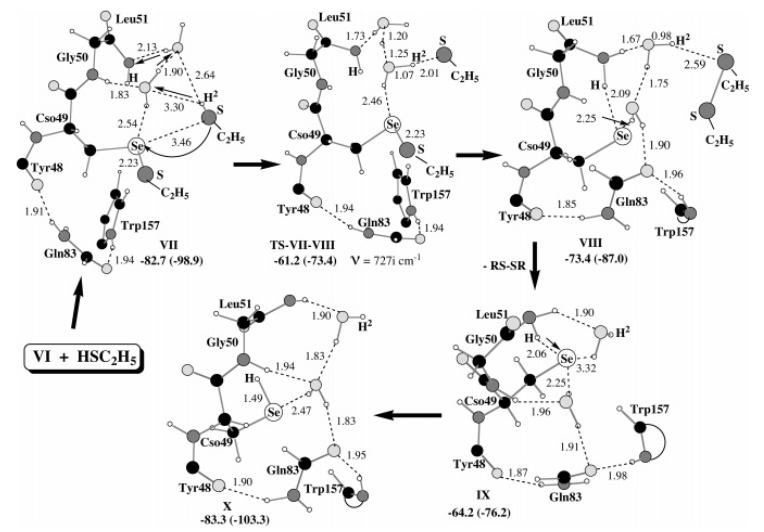 Leu51
1.73
1.20
Leu51
2.13
Gly50
H
1.90
2.64
1.83
3.30
H²
S
C₂H₅
2.54
3.46
Cso49
Se
2.23
S
C₂H₅
Tyr48
1.91
Trp157
Gln83
1.94
VII
-82.7 (-98.9)
VI + HSC₂H₅
H
1.25
H²
1.07
2.01
S
C₂H₅
Gly50
2.46
Cso49
Se
2.23
S
C₂H₅
Trp157
Tyr48
1.94
Gln83
1.94
TS-VII-VIII
-61.2 (-73.4)
ν = 727i cm⁻¹
Leu51
1.67
0.98
H²
2.59
S
C₂H₅
Gly50
H
2.09
1.75
2.25
Se
S
C₂H₅
Cso49
1.90
1.96
Tyr48
1.85
Gln83
Trp157
VIII
-73.4 (-87.0)
- RS-SR
Leu51
1.90
H²
Gly50
H
2.06
Se
3.32
2.25
Cso49
1.96
Trp157
1.91
Tyr48
1.87
Gln83
1.98
IX
-64.2 (-76.2)
Leu51
1.90
H²
Gly50
1.83
H
1.94
1.49
Se
2.47
Cso49
1.83
Gln83
1.95
Tyr48
1.90
Trp157
X
-83.3 (-103.3)